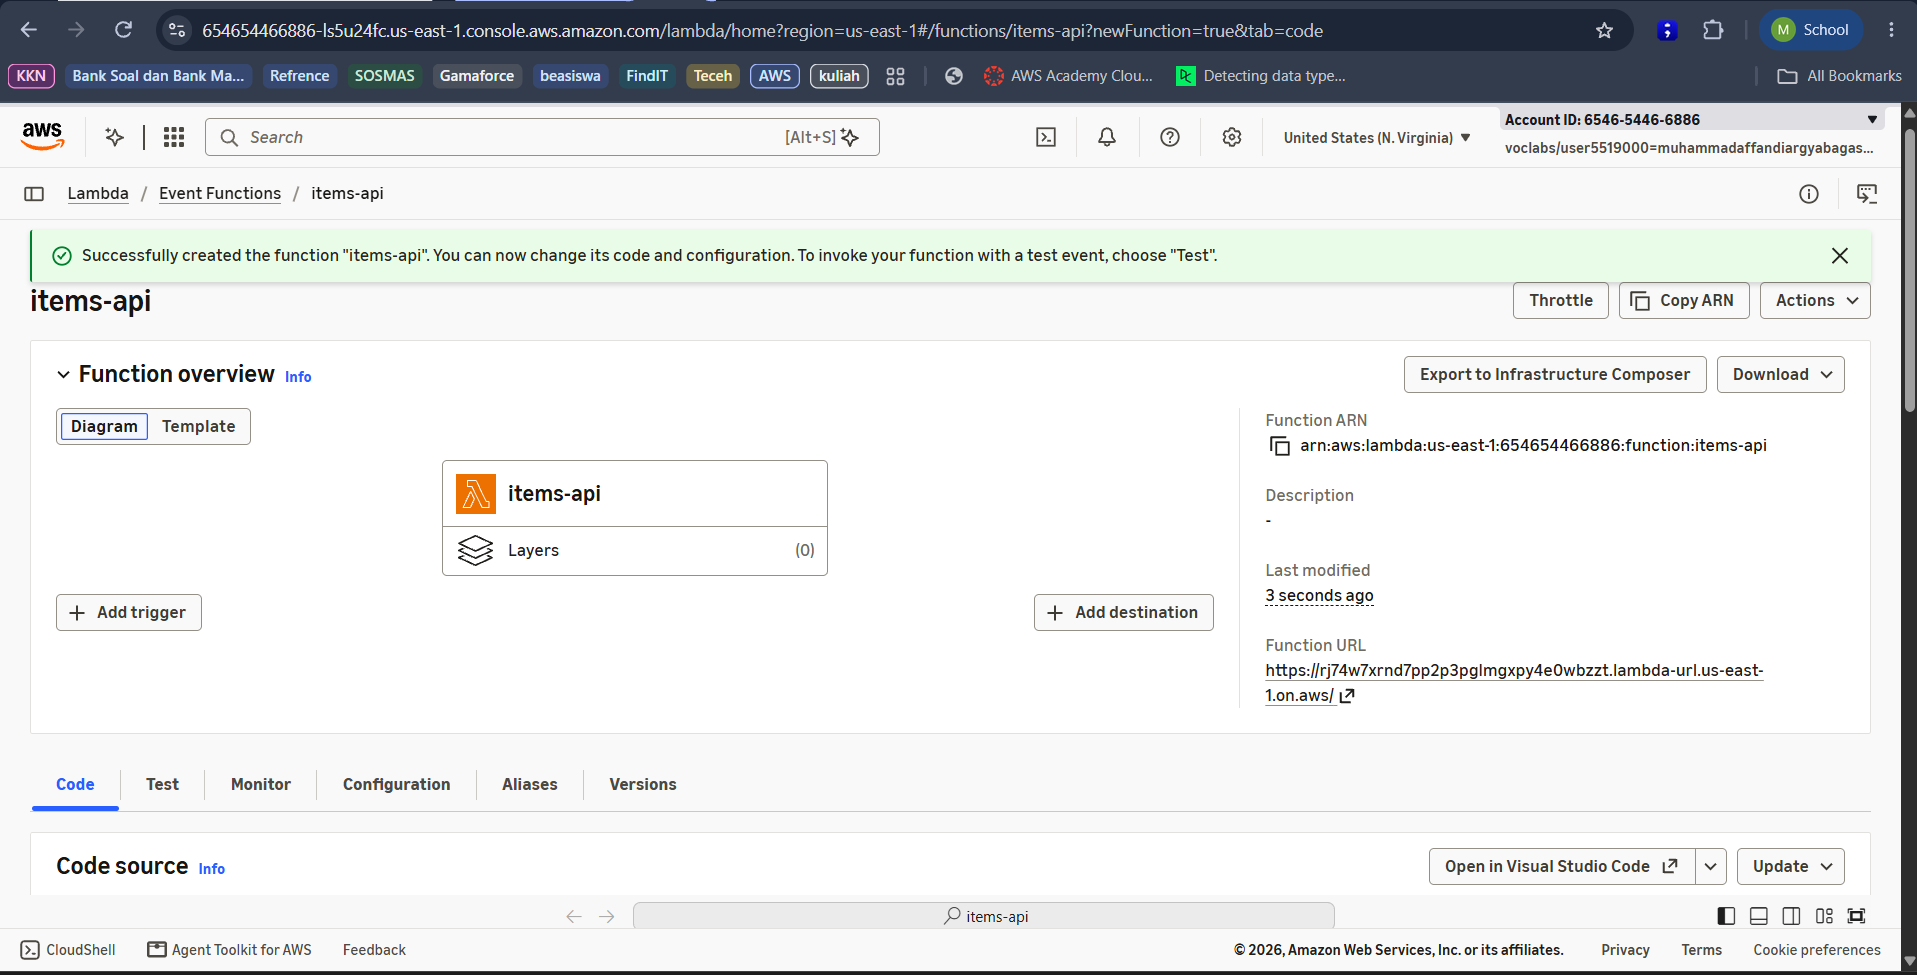 654654466886-ls5u24fc.us-east-1.console.aws.amazon.com/lambda/home?region=us-east-1#/functions/items-api?newFunction=true&tab=code
M School
KKN Bank Soal dan Bank Ma... Refrence SOSMAS Gamaforce beasiswa FindIT Teceh AWS kuliah AWS Academy Clou... Detecting data type... All Bookmarks
aws Search [Alt+S] United States (N. Virginia) Account ID: 6546-5446-6886
voclabs/user5519000=muhammadaffandiargyabagas...
Lambda / Event Functions / items-api
Successfully created the function "items-api". You can now change its code and configuration. To invoke your function with a test event, choose "Test".
items-api Throttle Copy ARN Actions
Function overview Info Export to Infrastructure Composer Download
Diagram Template
items-api
Layers (0)
Add trigger
Add destination
Function ARN
arn:aws:lambda:us-east-1:654654466886:function:items-api
Description
-
Last modified
3 seconds ago
Function URL
https://rj74w7xrnd7pp2p3pglmgxpy4e0wbzzt.lambda-url.us-east-
1.on.aws/
Code Test Monitor Configuration Aliases Versions
Code source Info Open in Visual Studio Code Update
items-api
CloudShell Agent Toolkit for AWS Feedback © 2026, Amazon Web Services, Inc. or its affiliates. Privacy Terms Cookie preferences